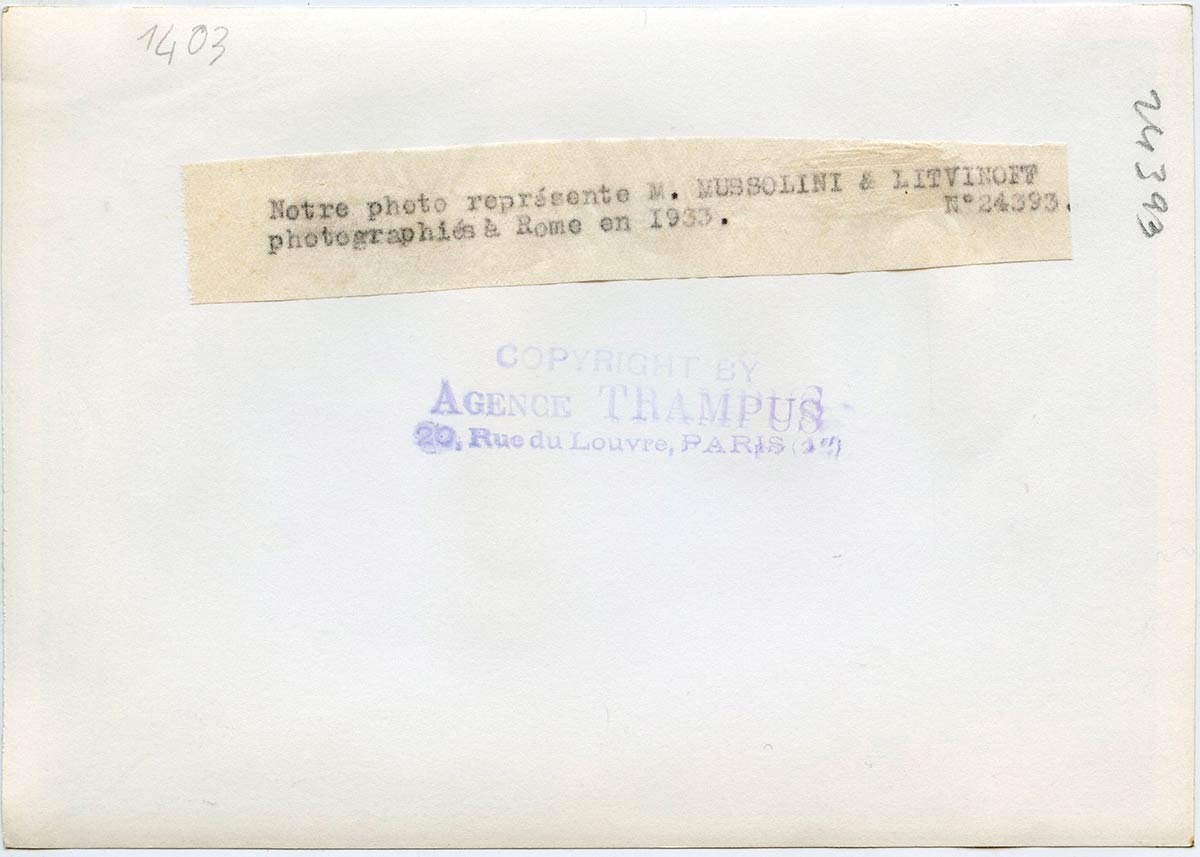 1403
24393
Notre photo représente M. MUSSOLINI & LITVINOFF
photographiés à Rome en 1933. N°24393.
COPYRIGHT BY
AGENCE TRAMPUS
20, Rue du Louvre, PARIS (1er)